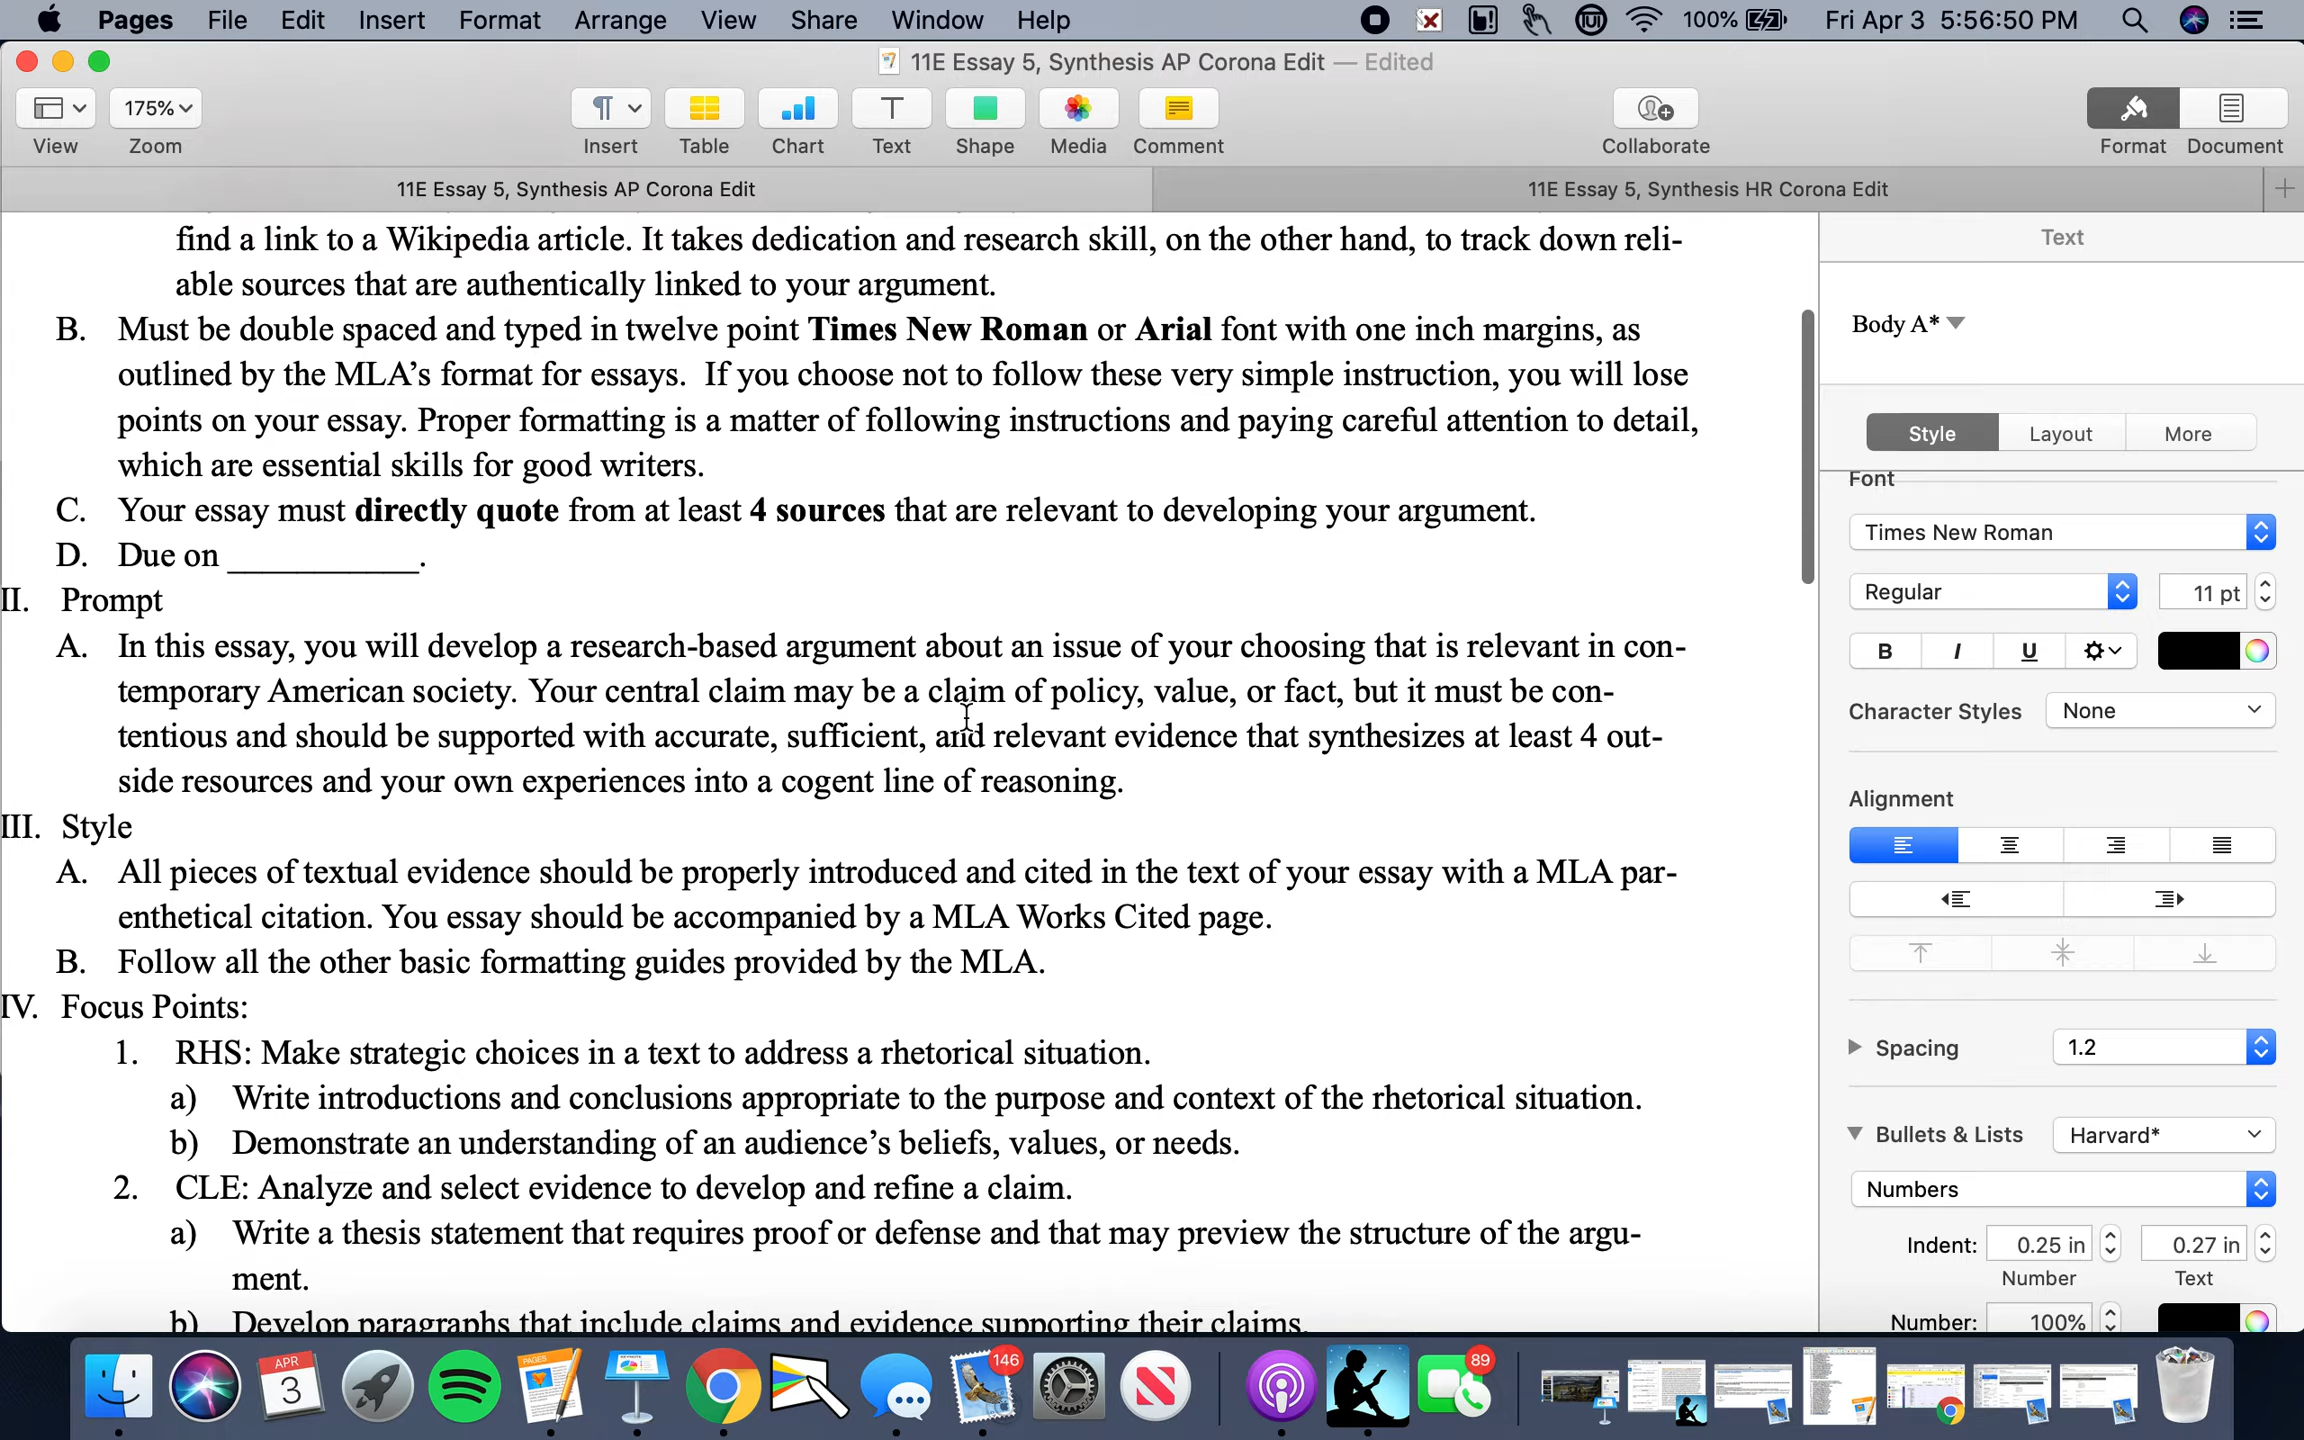 Pages File Edit Insert Format Arrange View Share Window Help 100% Fri Apr 3 5:56:50 PM
11E Essay 5, Synthesis AP Corona Edit — Edited
175%
View Zoom Insert Table Chart Text Shape Media Comment Collaborate Format Document
11E Essay 5, Synthesis AP Corona Edit 11E Essay 5, Synthesis HR Corona Edit
find a link to a Wikipedia article. It takes dedication and research skill, on the other hand, to track down reli-
able sources that are authentically linked to your argument.
B. Must be double spaced and typed in twelve point Times New Roman or Arial font with one inch margins, as
outlined by the MLA’s format for essays. If you choose not to follow these very simple instruction, you will lose
points on your essay. Proper formatting is a matter of following instructions and paying careful attention to detail,
which are essential skills for good writers.
C. Your essay must directly quote from at least 4 sources that are relevant to developing your argument.
D. Due on ___________.
II. Prompt
A. In this essay, you will develop a research-based argument about an issue of your choosing that is relevant in con-
temporary American society. Your central claim may be a claim of policy, value, or fact, but it must be con-
tentious and should be supported with accurate, sufficient, and relevant evidence that synthesizes at least 4 out-
side resources and your own experiences into a cogent line of reasoning.
III. Style
A. All pieces of textual evidence should be properly introduced and cited in the text of your essay with a MLA par-
enthetical citation. You essay should be accompanied by a MLA Works Cited page.
B. Follow all the other basic formatting guides provided by the MLA.
IV. Focus Points:
1. RHS: Make strategic choices in a text to address a rhetorical situation.
a) Write introductions and conclusions appropriate to the purpose and context of the rhetorical situation.
b) Demonstrate an understanding of an audience’s beliefs, values, or needs.
2. CLE: Analyze and select evidence to develop and refine a claim.
a) Write a thesis statement that requires proof or defense and that may preview the structure of the argu-
ment.
b) Develop paragraphs that include claims and evidence supporting their claims.
Text
Body A*
Style Layout More
Font
Times New Roman
Regular 11 pt
B I U
Character Styles None
Alignment
Spacing 1.2
Bullets & Lists Harvard*
Numbers
Indent: 0.25 in 0.27 in
Number Text
Number: 100%
APR
3
PAGES
146
89